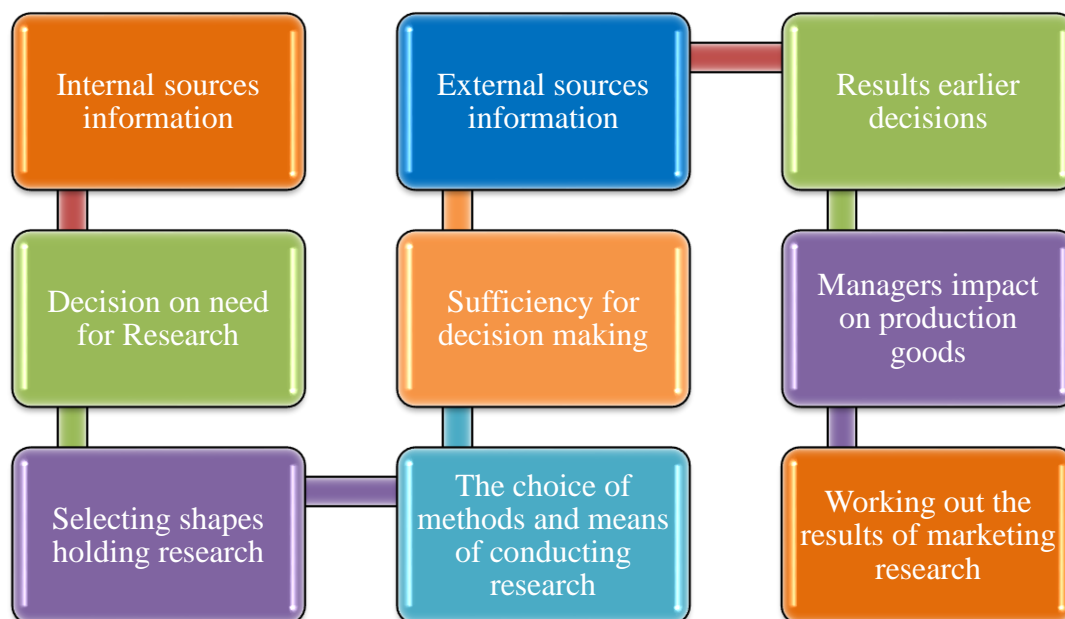 Internal sources
information
Decision on need
for Research
Selecting shapes
holding research
The choice of
methods and means
of conducting
research
Sufficiency for
decision making
External sources
information
Results earlier
decisions
Managers impact
on production
goods
Working out the
results of marketing
research